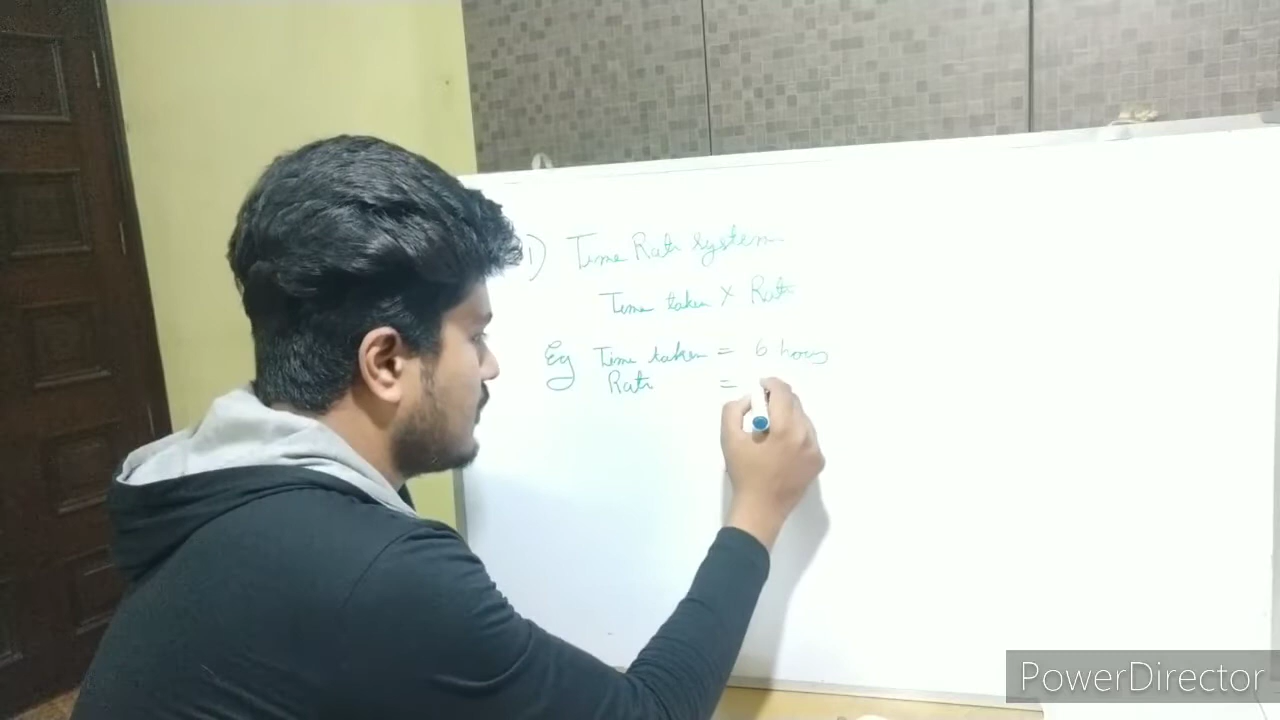 1) Time Rate system
Time taken × Rate
Eg Time taken = 6 hours
Rate =
PowerDirector